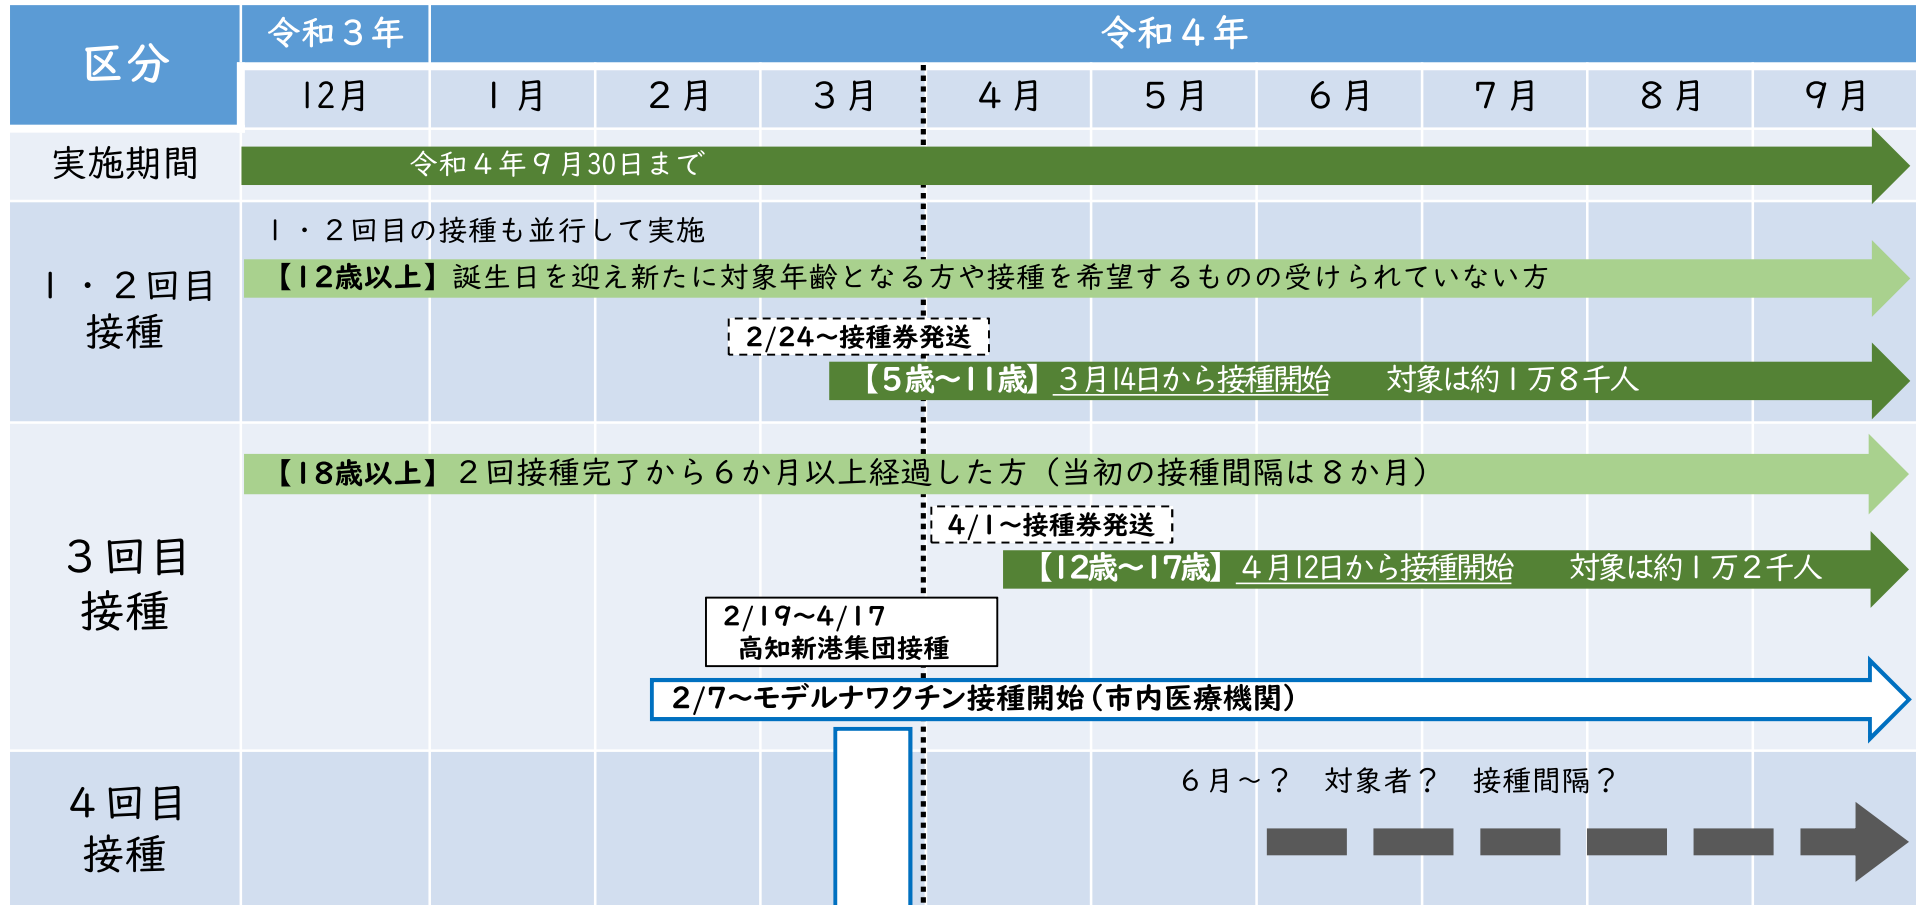 区分
令和３年
令和４年
12月
１月
２月
３月
４月
５月
６月
７月
８月
９月
実施期間
令和４年９月30日まで
１・２回目
接種
１・２回目の接種も並行して実施
【12歳以上】誕生日を迎え新たに対象年齢となる方や接種を希望するものの受けられていない方
2/24～接種券発送
【５歳～11歳】３月14日から接種開始　　対象は約１万８千人
３回目
接種
【18歳以上】２回接種完了から６か月以上経過した方（当初の接種間隔は８か月）
4/1～接種券発送
【12歳～17歳】４月12日から接種開始　　対象は約１万２千人
2/19～4/17
高知新港集団接種
2/7～モデルナワクチン接種開始（市内医療機関）
４回目
接種
６月～？　対象者？　接種間隔？